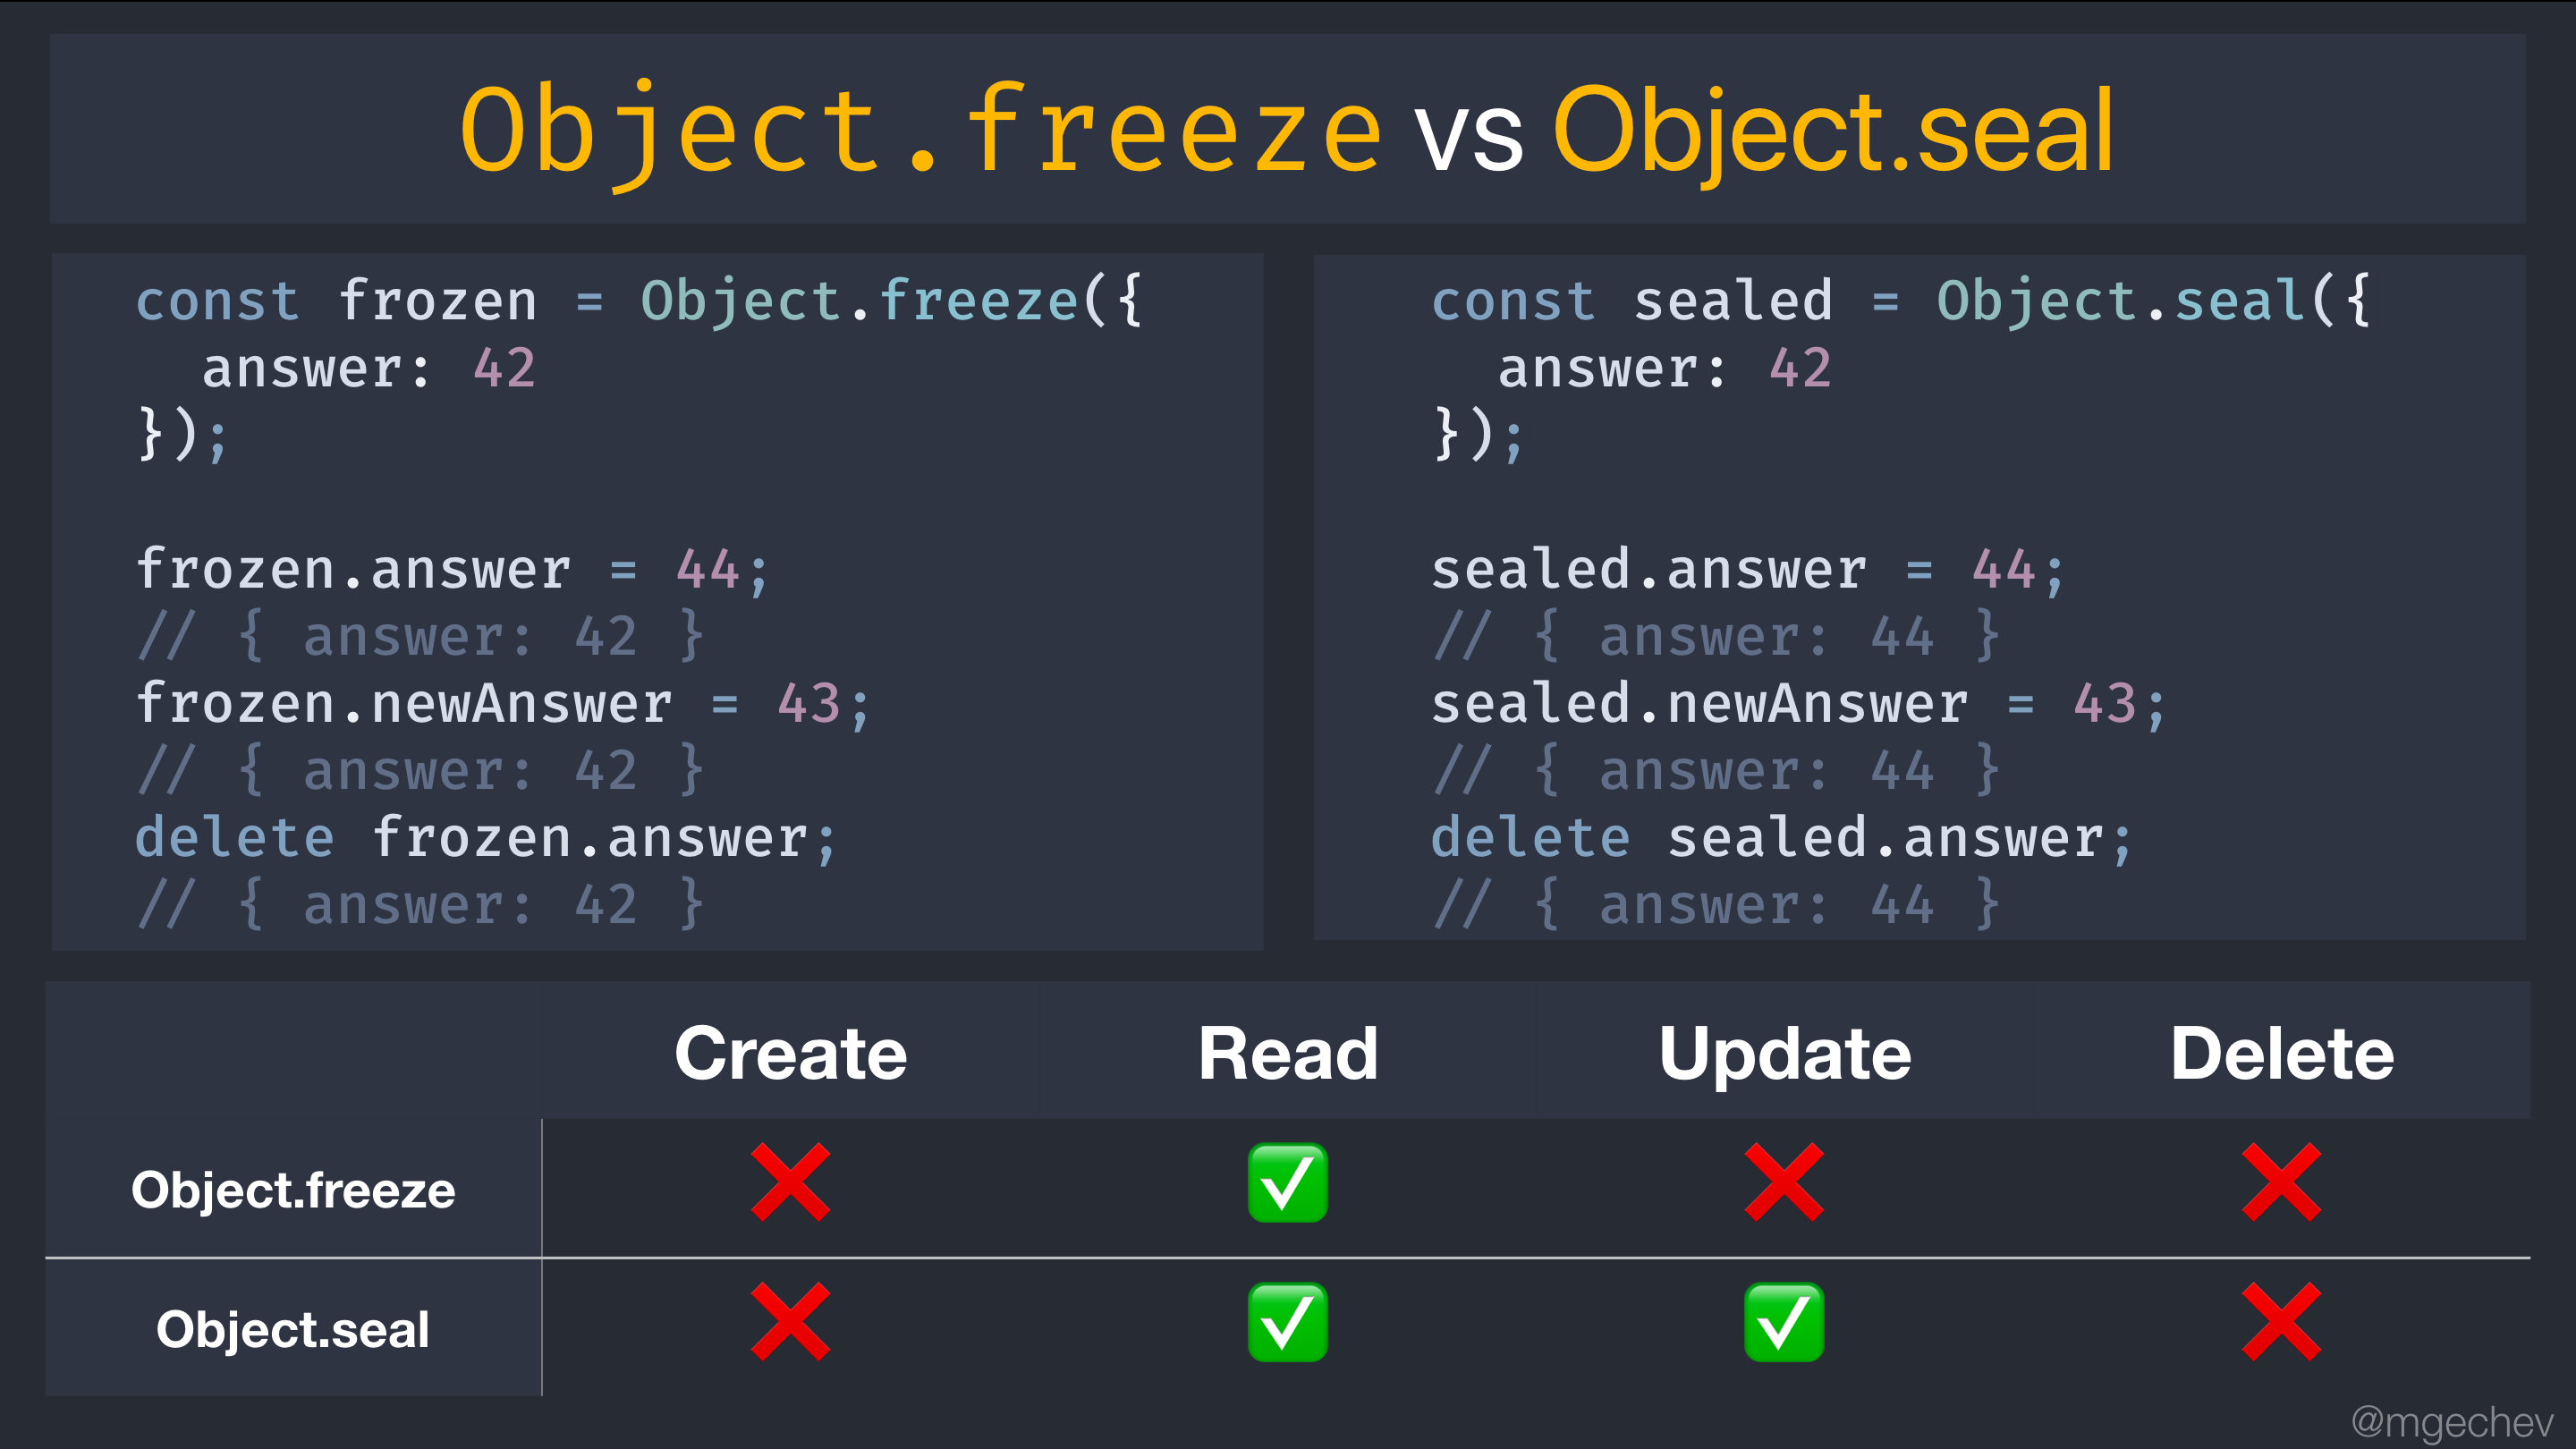 Object.freeze vs Object.seal
const frozen = Object.freeze({
  answer: 42
});

frozen.answer = 44;
// { answer: 42 }
frozen.newAnswer = 43;
// { answer: 42 }
delete frozen.answer;
// { answer: 42 }
const sealed = Object.seal({
  answer: 42
});

sealed.answer = 44;
// { answer: 44 }
sealed.newAnswer = 43;
// { answer: 44 }
delete sealed.answer;
// { answer: 44 }
Create Read Update Delete
Object.freeze ❌ ✅ ❌ ❌
Object.seal ❌ ✅ ✅ ❌
@mgechev